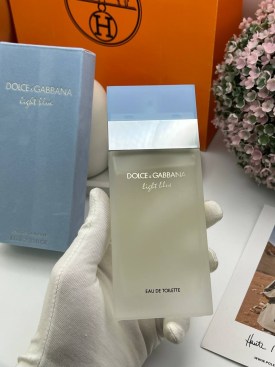 DOLCE & GABBANA
light blue
DOLCE & GABBANA
light blue
EAU DE TOILETTE